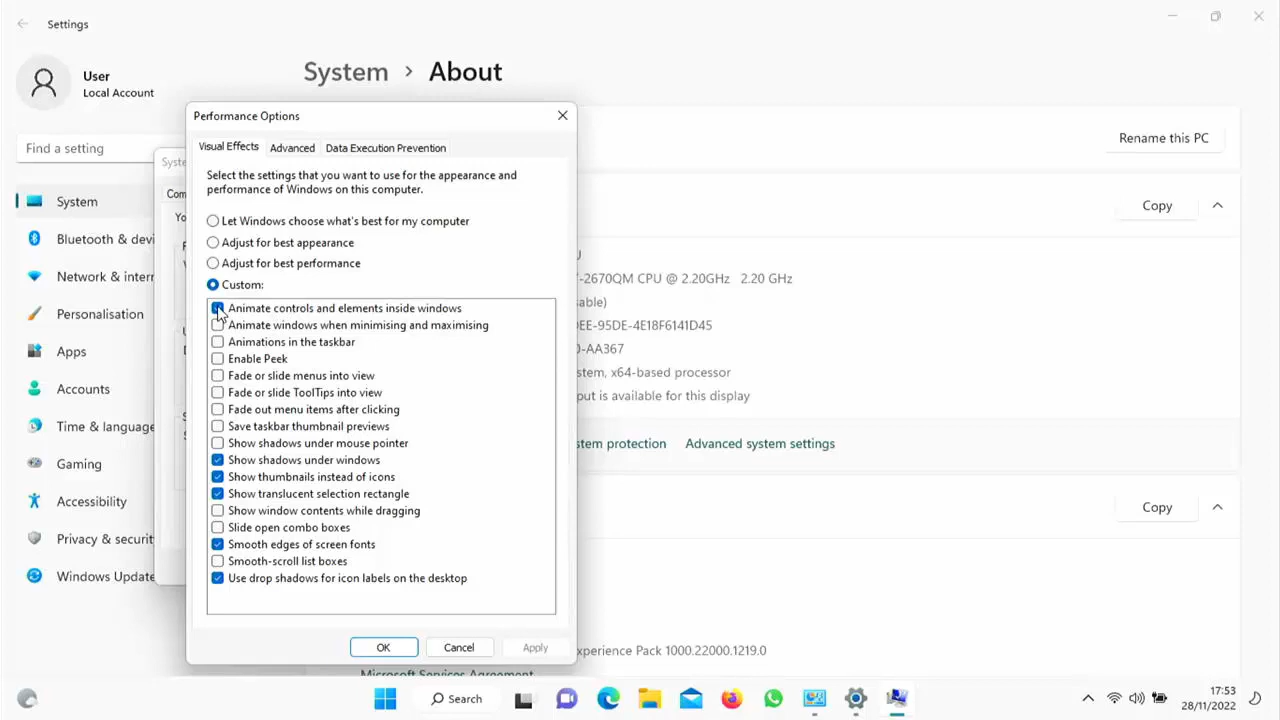 Settings
User
Local Account
System > About
Find a setting
System
Bluetooth & devi
Network & inter
Personalisation
Apps
Accounts
Time & language
Gaming
Accessibility
Privacy & securit
Windows Update
Syste
Com
Yo
Performance Options
Visual Effects
Advanced
Data Execution Prevention
Select the settings that you want to use for the appearance and
performance of Windows on this computer.
Let Windows choose what's best for my computer
Adjust for best appearance
Adjust for best performance
Custom:
Animate controls and elements inside windows
Animate windows when minimising and maximising
Animations in the taskbar
Enable Peek
Fade or slide menus into view
Fade or slide ToolTips into view
Fade out menu items after clicking
Save taskbar thumbnail previews
Show shadows under mouse pointer
Show shadows under windows
Show thumbnails instead of icons
Show translucent selection rectangle
Show window contents while dragging
Slide open combo boxes
Smooth edges of screen fonts
Smooth-scroll list boxes
Use drop shadows for icon labels on the desktop
OK
Cancel
Apply
Rename this PC
Copy
-2670QM CPU @ 2.20GHz 2.20 GHz
able)
DEE-95DE-4E18F6141D45
0-AA367
stem, x64-based processor
put is available for this display
stem protection
Advanced system settings
Copy
xperience Pack 1000.22000.1219.0
Microsoft Services Agreement
Search
17:53
28/11/2022